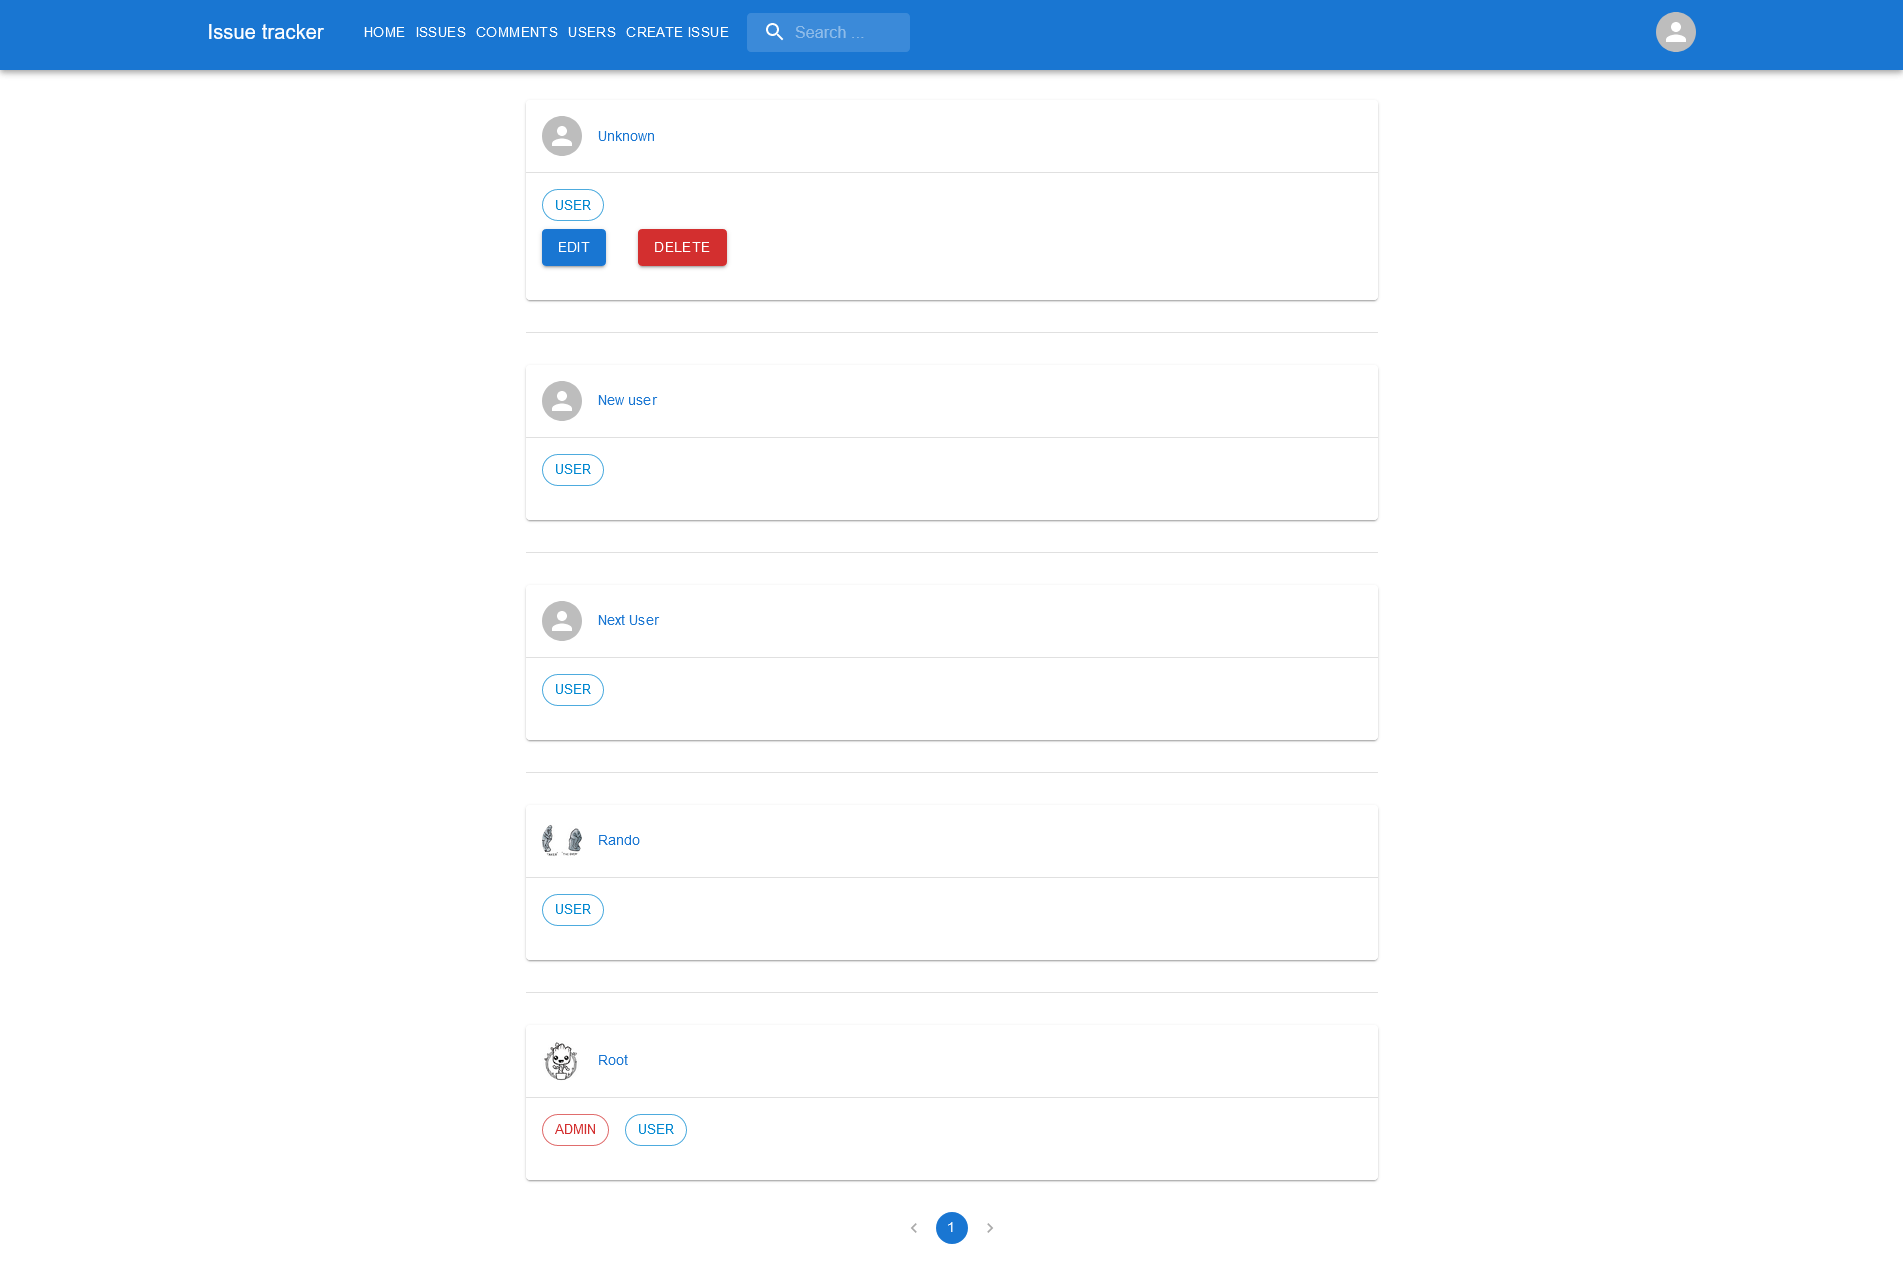 Issue tracker HOME ISSUES COMMENTS USERS CREATE ISSUE Search ...
Unknown
USER
EDIT DELETE
New user
USER
Next User
USER
Rando
USER
Root
ADMIN USER
1